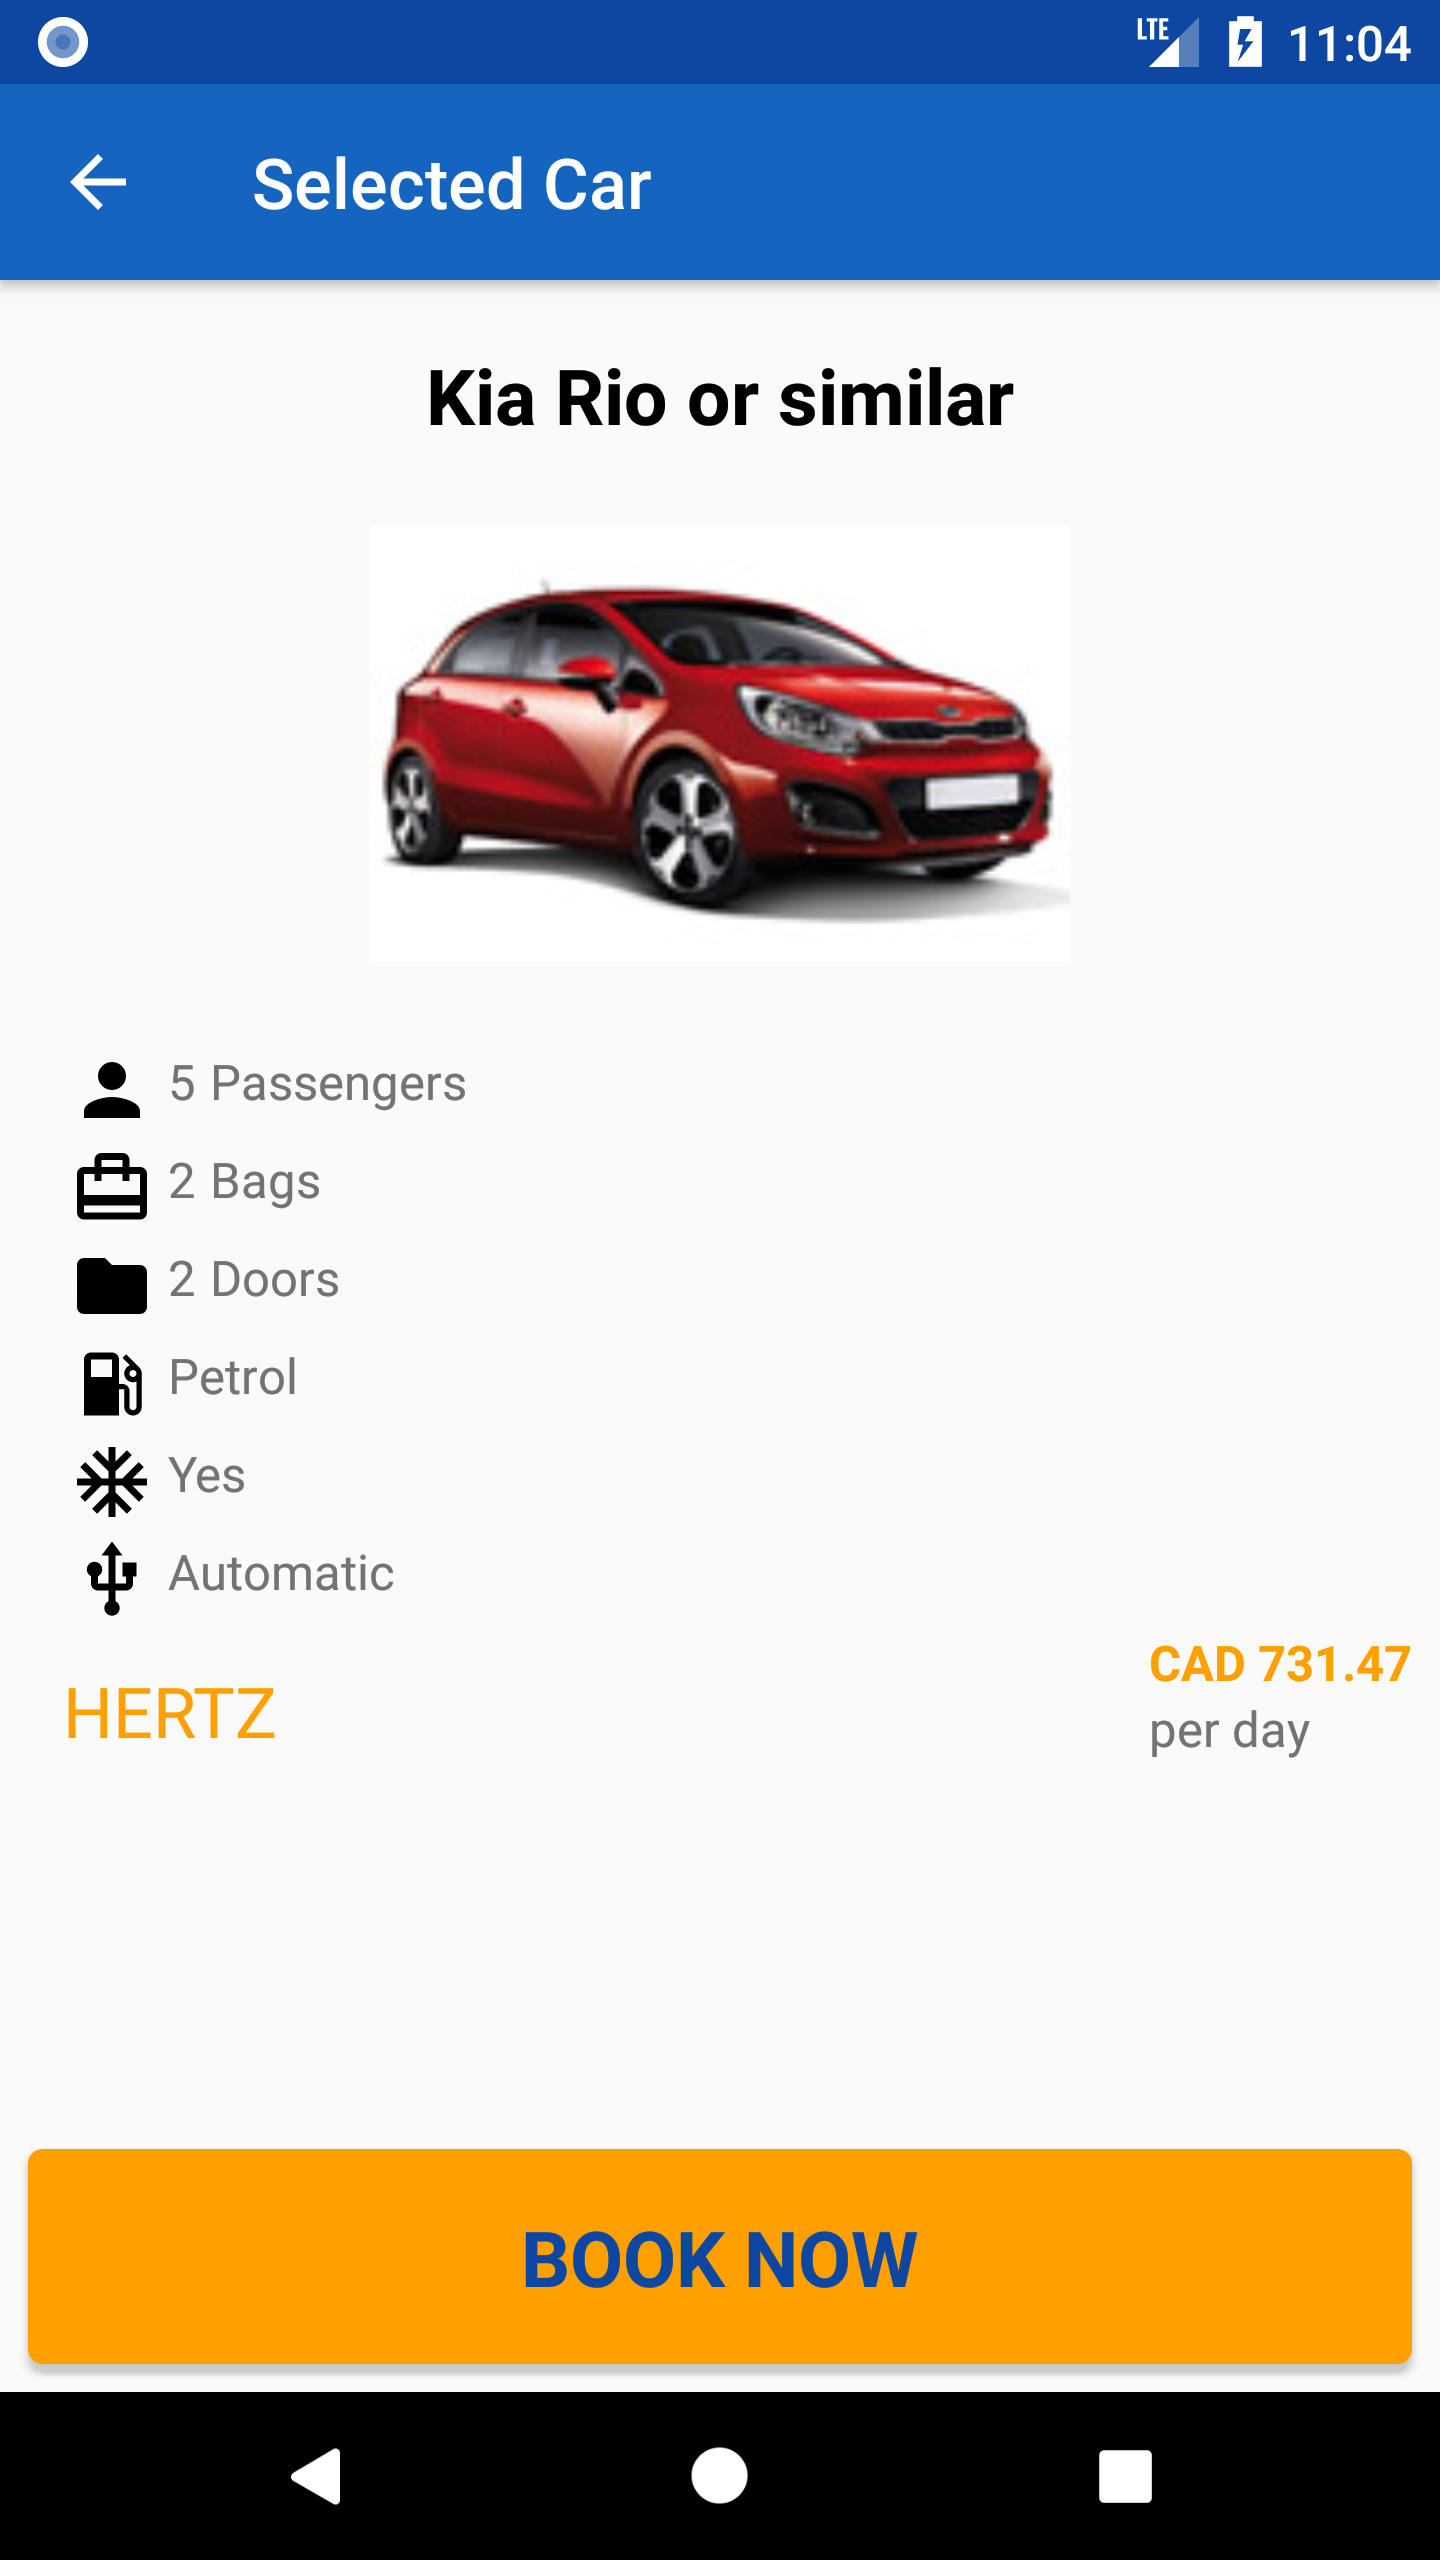 LTE 11:04
Selected Car
Kia Rio or similar
5 Passengers
2 Bags
2 Doors
Petrol
Yes
Automatic
HERTZ
CAD 731.47
per day
BOOK NOW